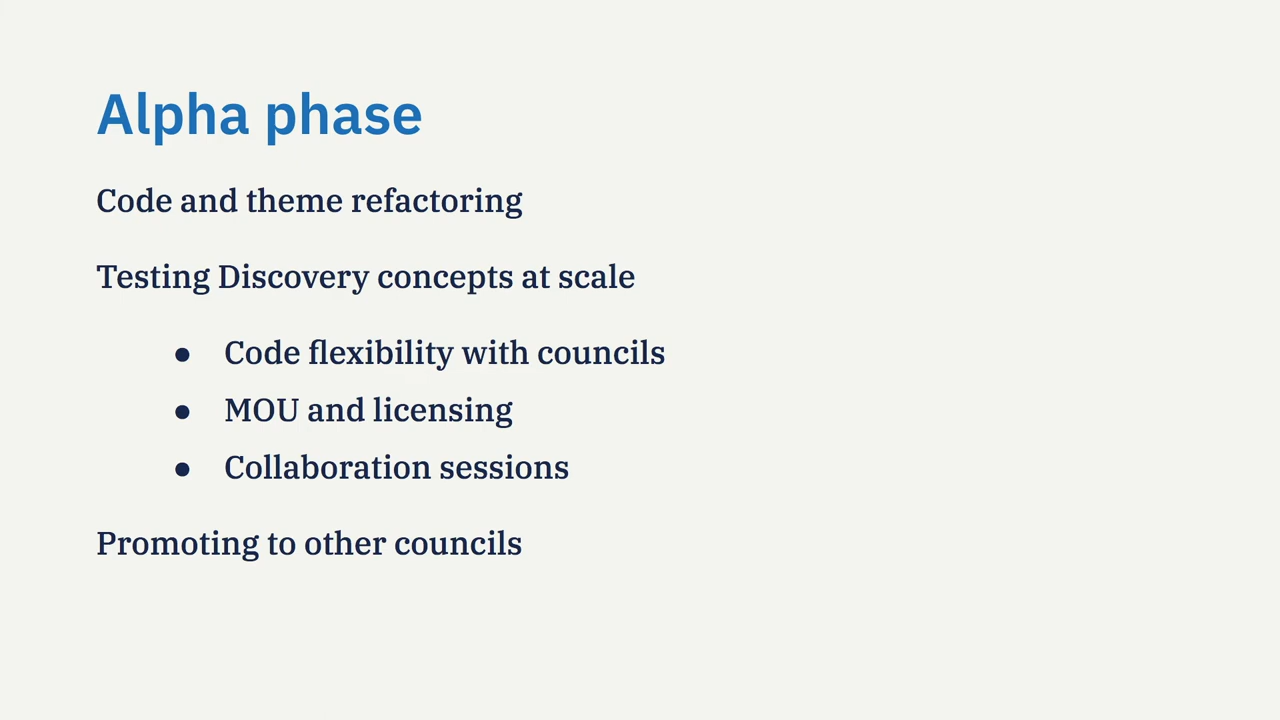 Alpha phase
Code and theme refactoring
Testing Discovery concepts at scale
● Code flexibility with councils
● MOU and licensing
● Collaboration sessions
Promoting to other councils